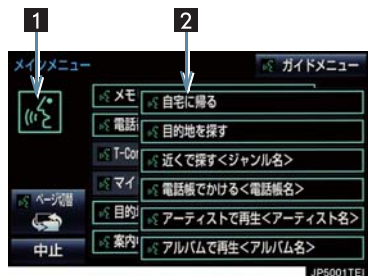 1 2
メインメニュー ガイドメニュー
メモ 自宅に帰る
電話 目的地を探す
T-Con 近くで探す<ジャンル名>
マイ 電話帳でかける<電話帳名>
目的 アーティストで再生<アーティスト名>
案内 アルバムで再生<アルバム名>
ページ切替
中止
JP5001TEI